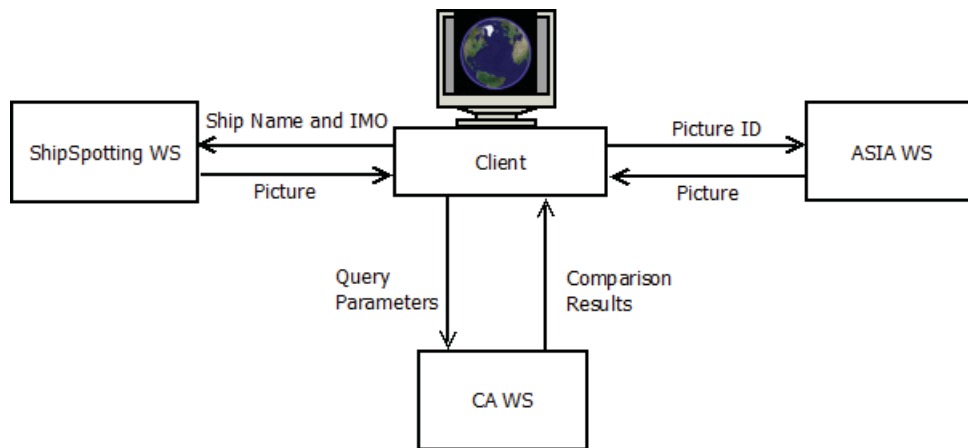 Ship Name and IMO
Picture ID
ShipSpotting WS
Client
ASIA WS
Picture
Picture
Query
Parameters
Comparison
Results
CA WS